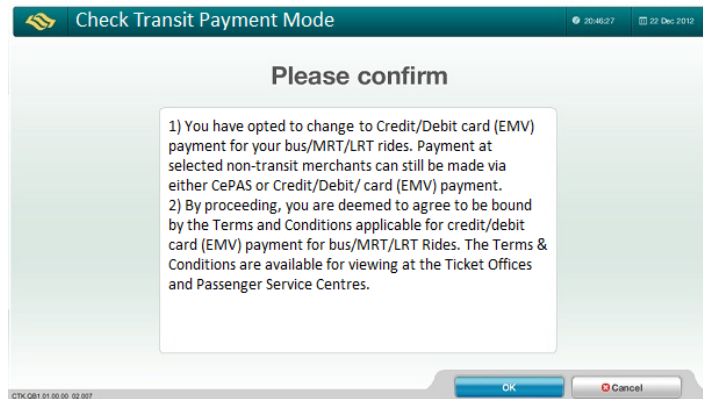 Check Transit Payment Mode
20:46:27
22 Dec 2012
Please confirm
1) You have opted to change to Credit/Debit card (EMV)
payment for your bus/MRT/LRT rides. Payment at
selected non-transit merchants can still be made via
either CePAS or Credit/Debit/ card (EMV) payment.
2) By proceeding, you are deemed to agree to be bound
by the Terms and Conditions applicable for credit/debit
card (EMV) payment for bus/MRT/LRT Rides. The Terms &
Conditions are available for viewing at the Ticket Offices
and Passenger Service Centres.
OK
Cancel
CTK QB1 01.00.00 02.007